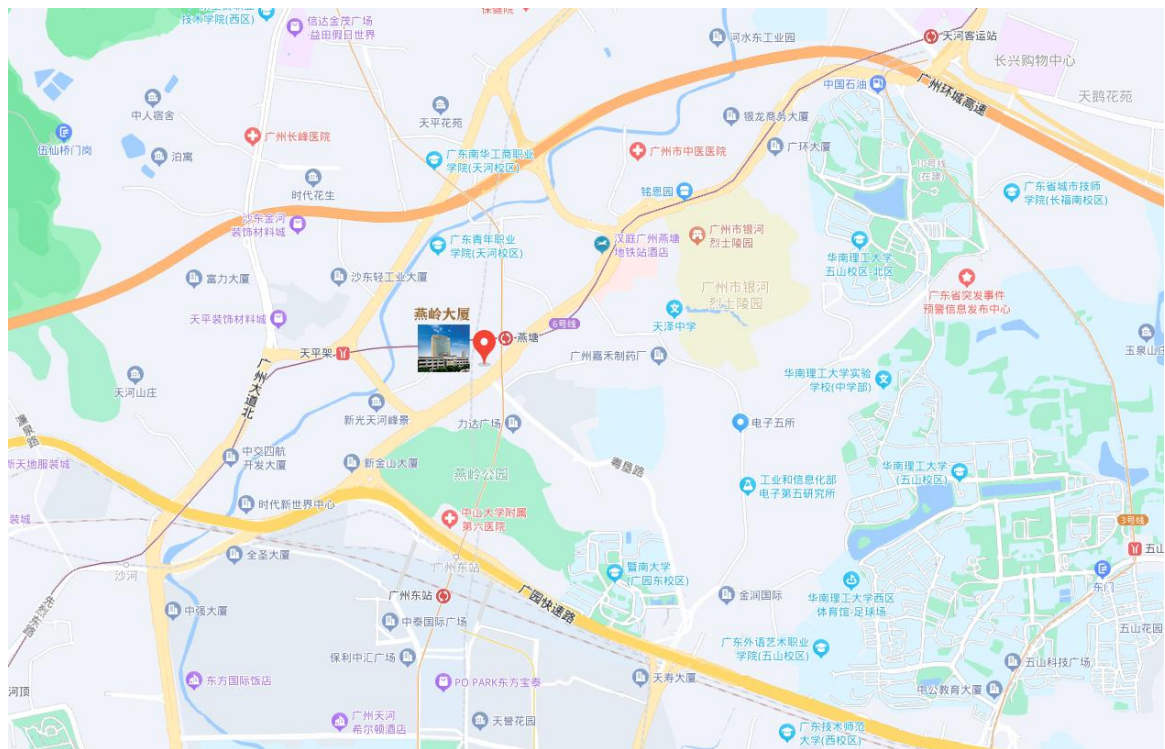 技术学院(西区)
信达金茂广场
·益田假日世界
保健院
河水东工业园
天河客运站
长兴购物中心
中国石油
广州环城高速
天鹅花苑
中人宿舍
天平花苑
银龙商务大厦
伍仙桥门岗
泊寓
广州长峰医院
广东南华工商职业
学院(天河校区)
广州市中医医院
广环大厦
10号线
(在建)
时代花生
铭恩园
广东省城市技师
学院(长福南校区)
沙东金河
装饰材料城
广东青年职业
学院(天河校区)
汉庭广州燕塘
地铁站酒店
广州市银河
烈士陵园
华南理工大学
五山校区-北区
富力大厦
沙东轻工业大厦
广州市银河
烈士陵园
广东省突发事件
预警信息发布中心
燕岭大厦
天平装饰材料城
6号线
天泽中学
燕塘
玉泉山庄
天平架
广州嘉禾制药厂
天河山庄
广州大道北
华南理工大学实验
学校(中学部)
新光天河峰景
力达广场
电子五所
濂泉路
中交四航
开发大厦
新天地服装城
新金山大厦
燕岭公园
粤垦路
华南理工大学
(五山校区)
工业和信息化部
电子第五研究所
时代新世界中心
装城
中山大学附属
第六医院
3号线
全圣大厦
沙河
广州东站
暨南大学
(广园东校区)
五山
东门
先烈东路
广州东站
广园快速路
金润国际
华南理工大学西区
体育馆-足球场
中强大厦
中泰国际广场
五山花园
广东外语艺术职业
学院(五山校区)
保利中汇广场
五山科技广场
东方国际饭店
PO PARK东方宝泰
天寿大厦
中公教育大厦
河顶
广州天河
希尔顿酒店
天誉花园
广东技术师范
大学(西校区)